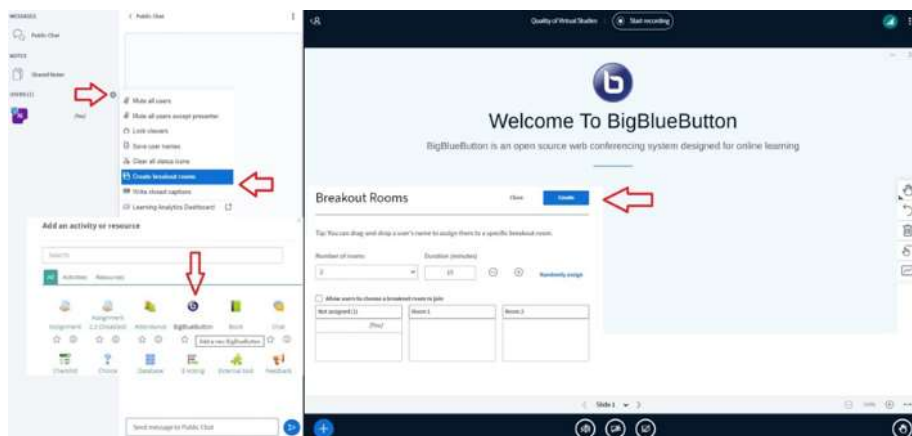 MESSAGES
Public Chat
NOTES
Shared Notes
USERS (1)
(You)
Public Chat
Mute all users
Mute all users except presenter
Lock viewers
Save user names
Clear all status icons
Create breakout rooms
Write closed captions
Learning Analytics Dashboard
Add an activity or resource
Search
All Activities Resources
Assignment
Assignment
Attendance
BigBlueButton
Book
Chat
Add a new BigBlueButton
Checklist
Choice
Database
External tool
Feedback
Send message to Public Chat
Quality of Virtual Studies
Start recording
b
Welcome To BigBlueButton
BigBlueButton is an open source web conferencing system designed for online learning
Breakout Rooms
Close
Create
Tip: You can drag-and-drop a user's name to assign them to a specific breakout room.
Number of rooms
Duration (minutes)
2
15
Randomly assign
Allow users to choose a breakout room to join
Not assigned (1)
Room 1
Room 2
(You)
Slide 1